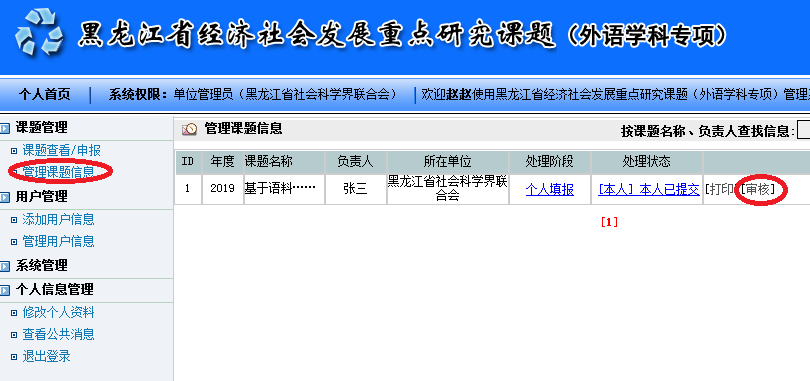 黑龙江省经济社会发展重点研究课题（外语学科专项）
个人首页 │ 系统权限：单位管理员（黑龙江省社会科学界联合会） │欢迎赵赵使用黑龙江省经济社会发展重点研究课题（外语学科专项）管理
课题管理
课题查看/申报
管理课题信息
用户管理
添加用户信息
管理用户信息
系统管理
个人信息管理
修改个人资料
查看公共消息
退出登录
管理课题信息
按课题名称、负责人查找信息:
ID 年度 课题名称 负责人 所在单位 处理阶段 处理状态
1 2019 基于语料…… 张三 黑龙江省社会科学界联合会 个人填报 [本人]本人已提交 [打印] [审核]
[1]